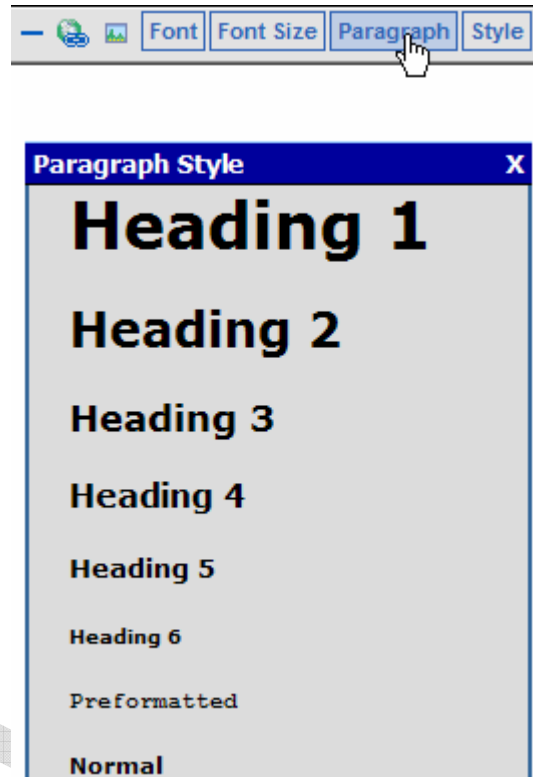 Font Font Size Paragraph Style
Paragraph Style X
Heading 1
Heading 2
Heading 3
Heading 4
Heading 5
Heading 6
Preformatted
Normal